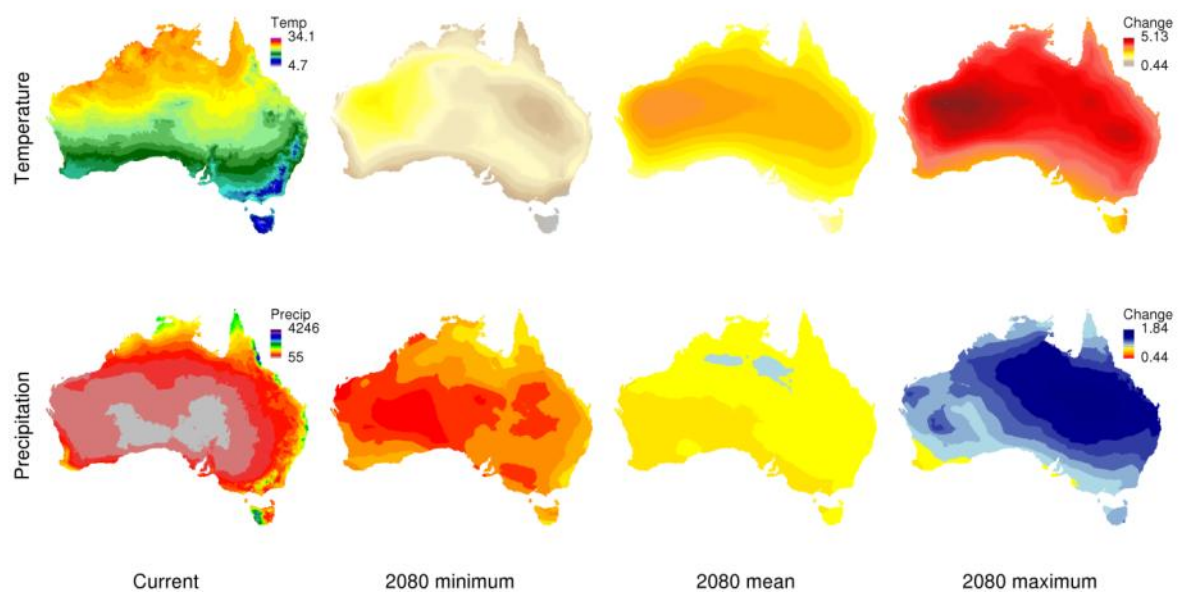 Temp
34.1
4.7
Change
5.13
0.44
Temperature
Precip
4246
55
Change
1.84
0.44
Precipitation
Current
2080 minimum
2080 mean
2080 maximum